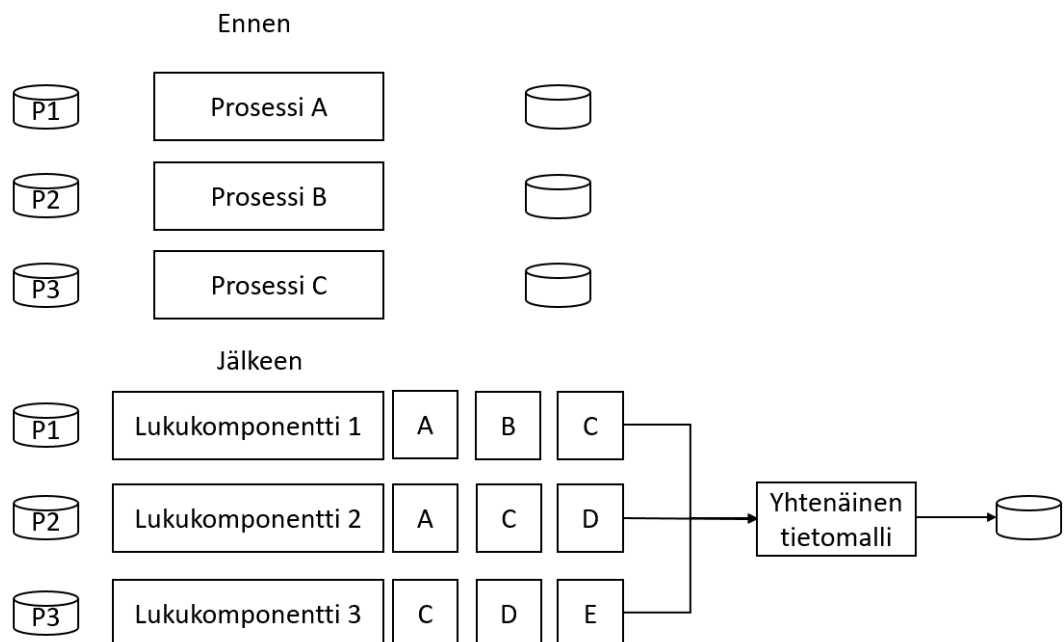 Ennen
P1
Prosessi A
P2
Prosessi B
P3
Prosessi C
Jälkeen
P1
Lukukomponentti 1
A
B
C
P2
Lukukomponentti 2
A
C
D
Yhtenäinen
tietomalli
P3
Lukukomponentti 3
C
D
E